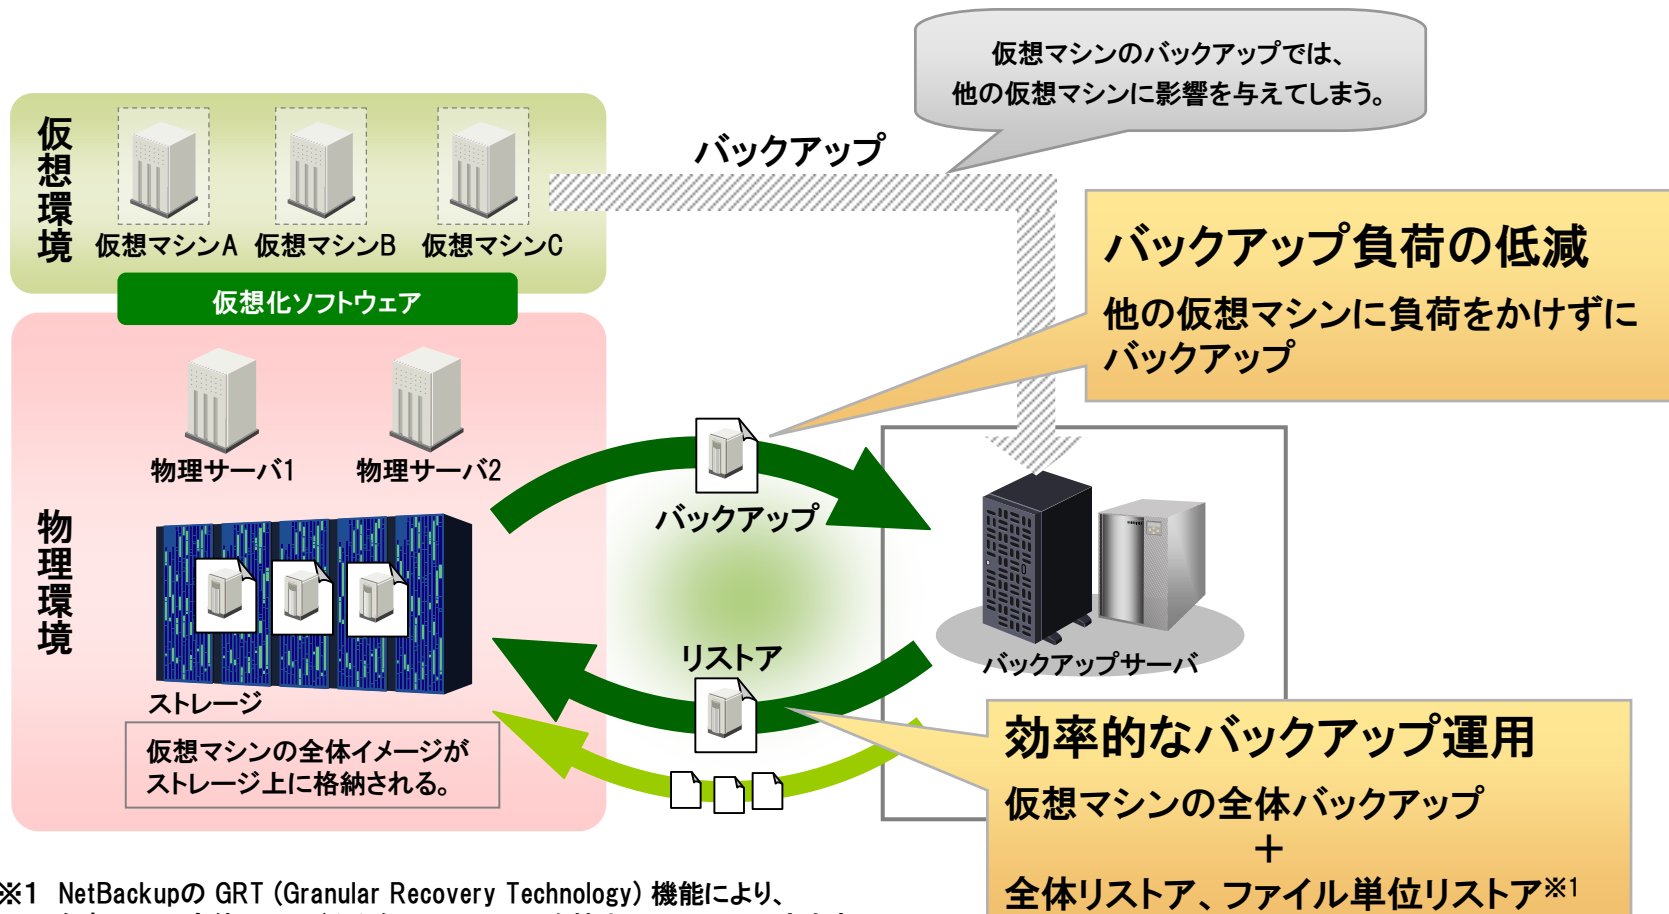 仮想マシンのバックアップでは、
他の仮想マシンに影響を与えてしまう。
仮想環境
仮想マシンA
仮想マシンB
仮想マシンC
バックアップ
仮想化ソフトウェア
バックアップ負荷の低減
他の仮想マシンに負荷をかけずに
バックアップ
物理サーバ1
物理サーバ2
物理環境
バックアップ
リストア
バックアップサーバ
ストレージ
仮想マシンの全体イメージが
ストレージ上に格納される。
効率的なバックアップ運用
仮想マシンの全体バックアップ
＋
全体リストア、ファイル単位リストア※1
※1 NetBackupの GRT (Granular Recovery Technology) 機能により、